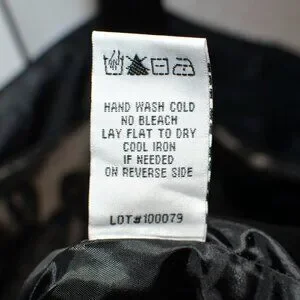 HAND WASH COLD
NO BLEACH
LAY FLAT TO DRY
COOL IRON
IF NEEDED
ON REVERSE SIDE
LOT#100079